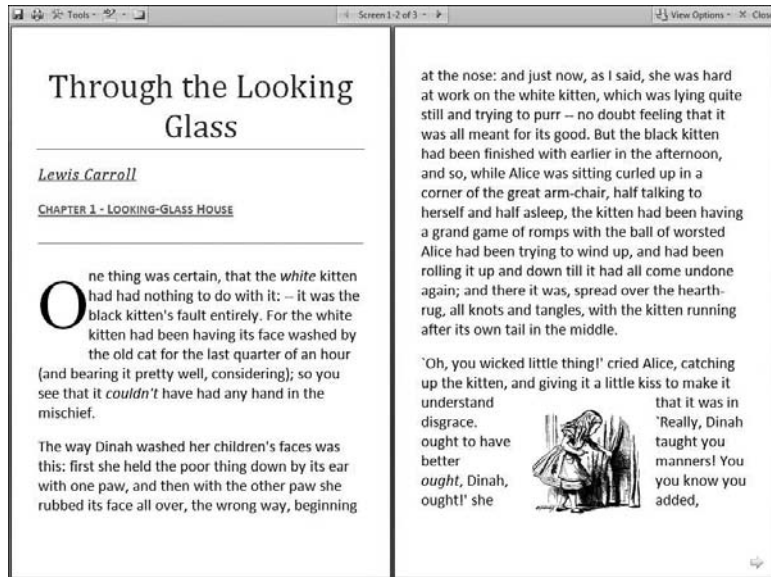 Tools
Screen 1-2 of 3
View Options
Close
Through the Looking
Glass
Lewis Carroll
CHAPTER 1 - LOOKING-GLASS HOUSE
One thing was certain, that the white kitten
had had nothing to do with it: -- it was the
black kitten's fault entirely. For the white
kitten had been having its face washed by
the old cat for the last quarter of an hour
(and bearing it pretty well, considering); so you
see that it couldn't have had any hand in the
mischief.
The way Dinah washed her children's faces was
this: first she held the poor thing down by its ear
with one paw, and then with the other paw she
rubbed its face all over, the wrong way, beginning
at the nose: and just now, as I said, she was hard
at work on the white kitten, which was lying quite
still and trying to purr -- no doubt feeling that it
was all meant for its good. But the black kitten
had been finished with earlier in the afternoon,
and so, while Alice was sitting curled up in a
corner of the great arm-chair, half talking to
herself and half asleep, the kitten had been having
a grand game of romps with the ball of worsted
Alice had been trying to wind up, and had been
rolling it up and down till it had all come undone
again; and there it was, spread over the hearth-
rug, all knots and tangles, with the kitten running
after its own tail in the middle.
`Oh, you wicked little thing!' cried Alice, catching
up the kitten, and giving it a little kiss to make it
understand that it was in
disgrace. `Really, Dinah
ought to have taught you
better manners! You
ought, Dinah, you know you
ought!' she added,